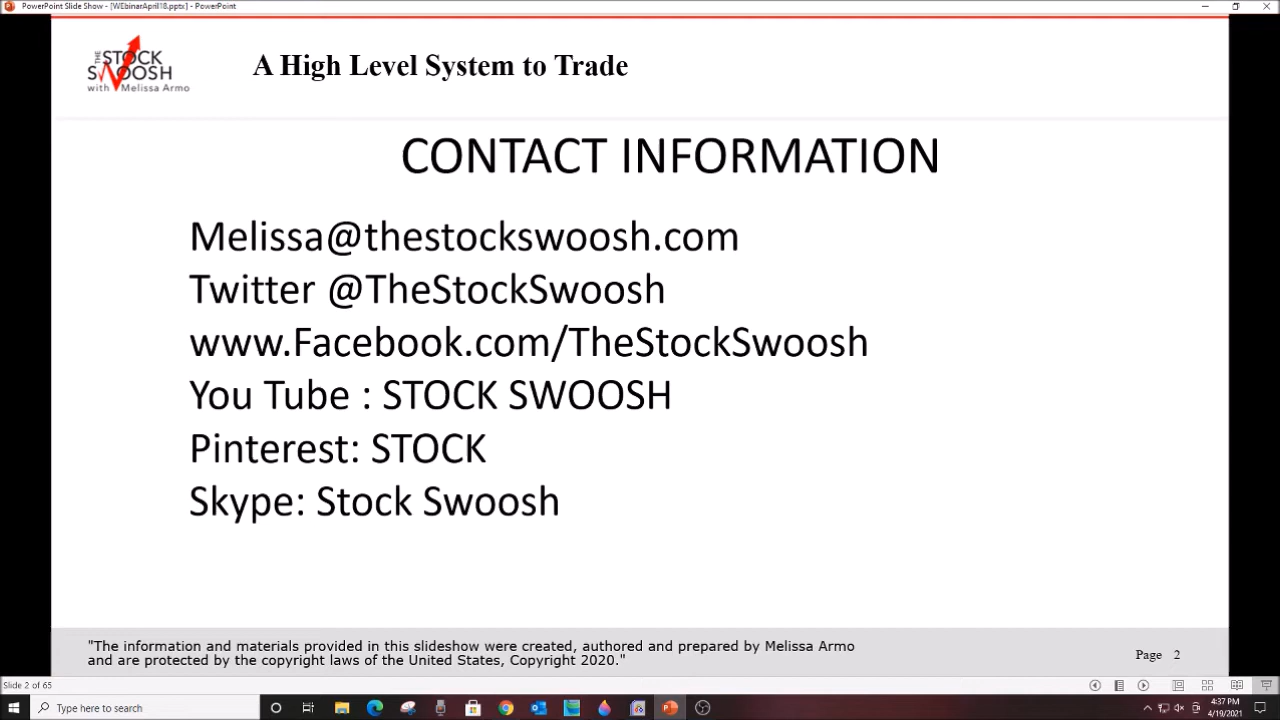 PowerPoint Slide Show - [WEbinarApril18.pptx] - PowerPoint
THE
STOCK
SWOOSH
with Melissa Armo
A High Level System to Trade
CONTACT INFORMATION
Melissa@thestockswoosh.com
Twitter @TheStockSwoosh
www.Facebook.com/TheStockSwoosh
You Tube : STOCK SWOOSH
Pinterest: STOCK
Skype: Stock Swoosh
"The information and materials provided in this slideshow were created, authored and prepared by Melissa Armo
and are protected by the copyright laws of the United States, Copyright 2020."
Page 2
Slide 2 of 65
Type here to search
4:37 PM
4/19/2021